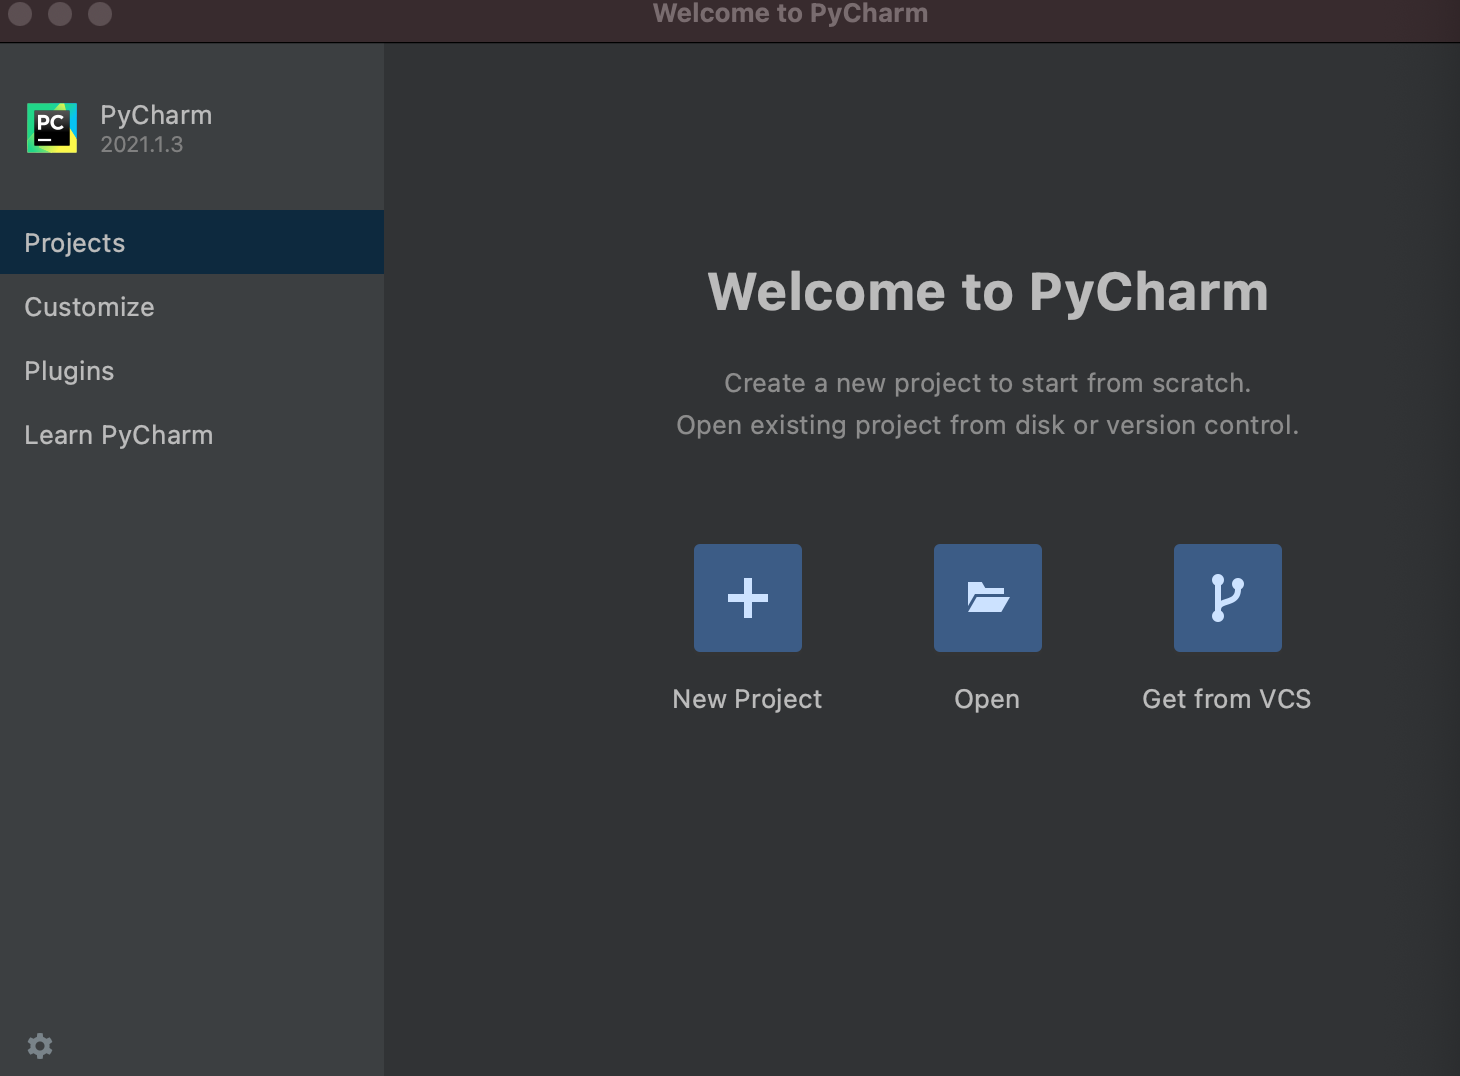 Welcome to PyCharm
PC
PyCharm
2021.1.3
Projects
Customize
Plugins
Learn PyCharm
Welcome to PyCharm
Create a new project to start from scratch.
Open existing project from disk or version control.
New Project
Open
Get from VCS